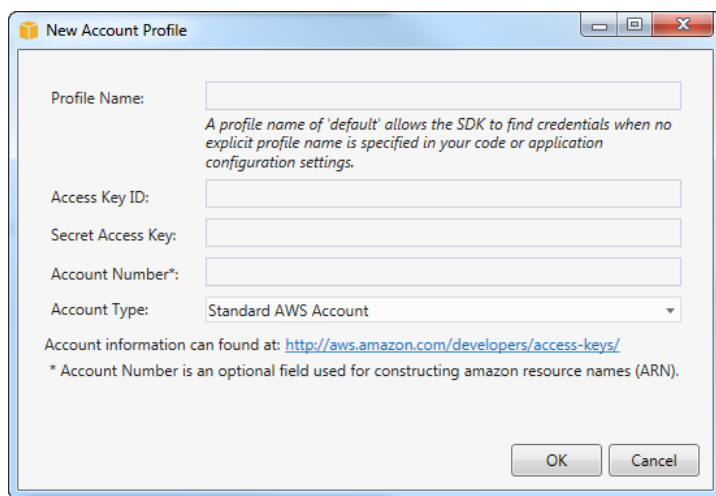 New Account Profile
Profile Name:
A profile name of 'default' allows the SDK to find credentials when no
explicit profile name is specified in your code or application
configuration settings.
Access Key ID:
Secret Access Key:
Account Number*:
Account Type: Standard AWS Account
Account information can found at: http://aws.amazon.com/developers/access-keys/
* Account Number is an optional field used for constructing amazon resource names (ARN).
OK Cancel